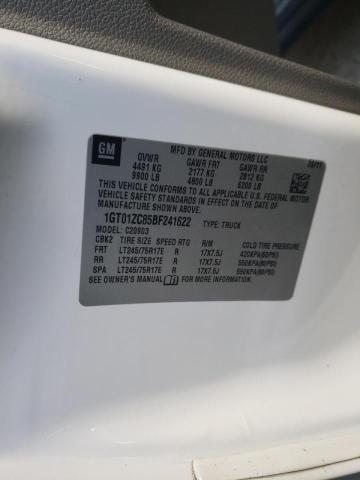 GM
MFD BY GENERAL MOTORS LLC
GVWR GAWR FRT GAWR RR
4491 KG 2177 KG 2812 KG
9900 LB 4800 LB 6200 LB
THIS VEHICLE CONFORMS TO ALL APPLICABLE U.S. FEDERAL MOTOR
VEHICLE SAFETY STANDARDS IN EFFECT ON THE DATE OF
MANUFACTURE SHOWN ABOVE.
1GT01ZC85BF241622 TYPE: TRUCK
MODEL: C20903
CBK2 TIRE SIZE SPEED RTG RIM COLD TIRE PRESSURE
FRT LT245/75R17E R 17X7.5J 420KPA(60PSI)
RR LT245/75R17E R 17X7.5J 550KPA(80PSI)
SPA LT245/75R17E R 17X7.5J 550KPA(80PSI)
SEE OWNER'S MANUAL FOR MORE INFORMATION.